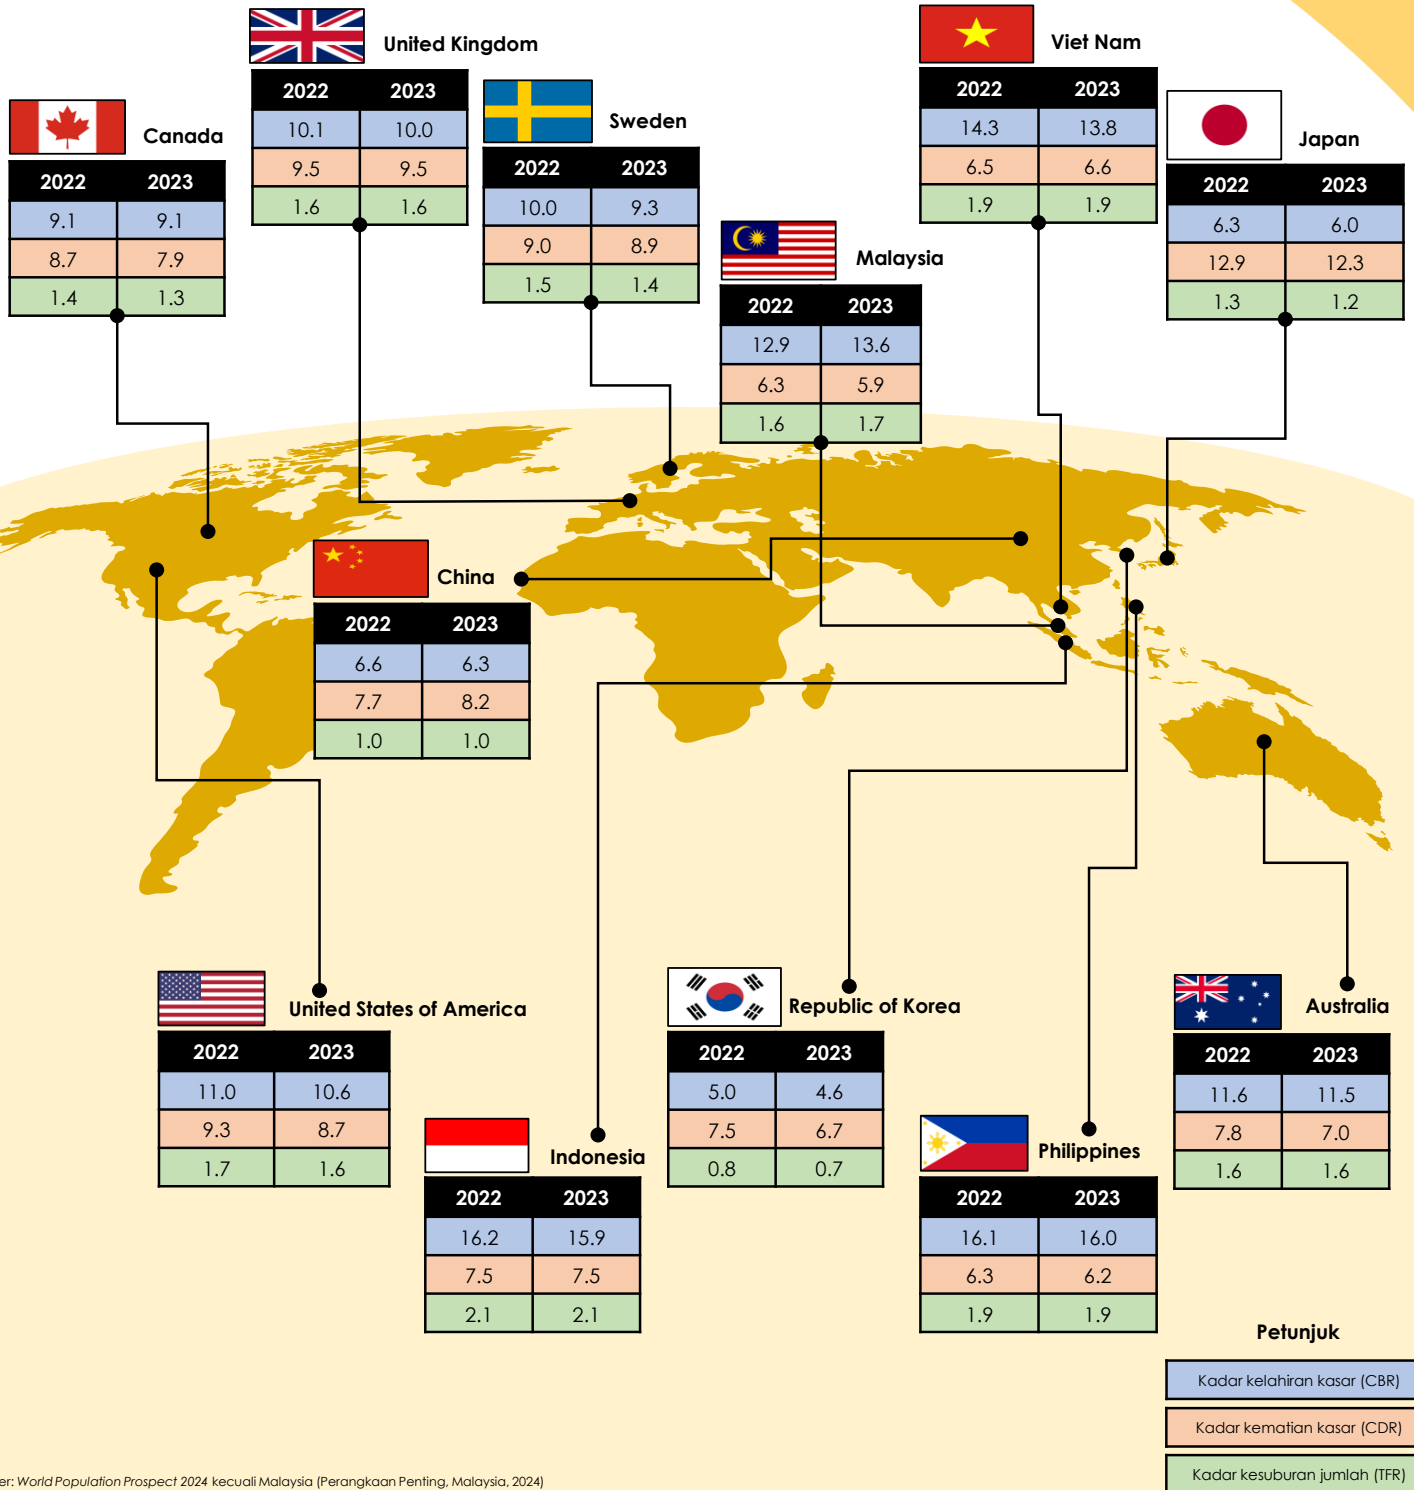 United Kingdom
2022 2023
10.1 10.0
9.5 9.5
1.6 1.6
Viet Nam
2022 2023
14.3 13.8
6.5 6.6
1.9 1.9
Canada
2022 2023
9.1 9.1
8.7 7.9
1.4 1.3
Sweden
2022 2023
10.0 9.3
9.0 8.9
1.5 1.4
Japan
2022 2023
6.3 6.0
12.9 12.3
1.3 1.2
Malaysia
2022 2023
12.9 13.6
6.3 5.9
1.6 1.7
China
2022 2023
6.6 6.3
7.7 8.2
1.0 1.0
United States of America
2022 2023
11.0 10.6
9.3 8.7
1.7 1.6
Republic of Korea
2022 2023
5.0 4.6
7.5 6.7
0.8 0.7
Australia
2022 2023
11.6 11.5
7.8 7.0
1.6 1.6
Indonesia
2022 2023
16.2 15.9
7.5 7.5
2.1 2.1
Philippines
2022 2023
16.1 16.0
6.3 6.2
1.9 1.9
Petunjuk
Kadar kelahiran kasar (CBR)
Kadar kematian kasar (CDR)
Kadar kesuburan jumlah (TFR)
er: World Population Prospect 2024 kecuali Malaysia (Perangkaan Penting, Malaysia, 2024)